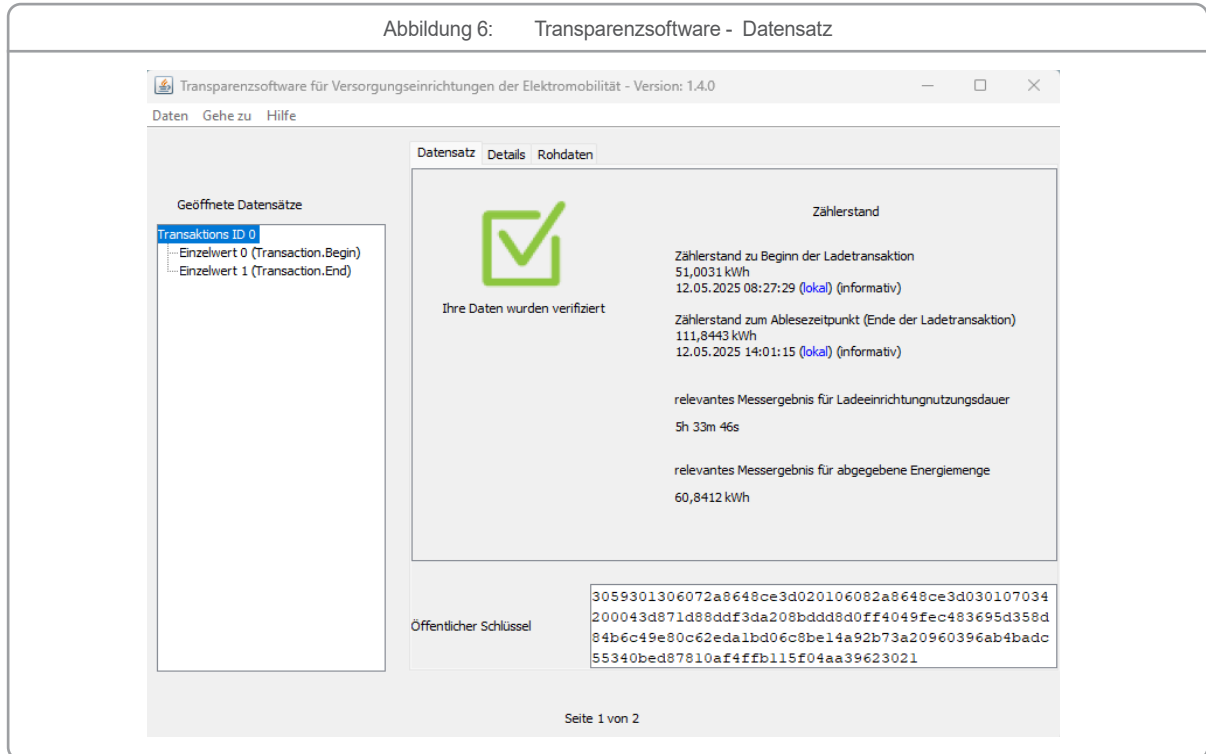 Abbildung 6: Transparenzsoftware - Datensatz
Transparenzsoftware für Versorgungseinrichtungen der Elektromobilität - Version: 1.4.0
Daten Gehe zu Hilfe
Datensatz Details Rohdaten
Geöffnete Datensätze
Transaktions ID 0
Einzelwert 0 (Transaction.Begin)
Einzelwert 1 (Transaction.End)
Ihre Daten wurden verifiziert
Zählerstand
Zählerstand zu Beginn der Ladetransaktion
51,0031 kWh
12.05.2025 08:27:29 (lokal) (informativ)
Zählerstand zum Ablesezeitpunkt (Ende der Ladetransaktion)
111,8443 kWh
12.05.2025 14:01:15 (lokal) (informativ)
relevantes Messergebnis für Ladeeinrichtungnutzungsdauer
5h 33m 46s
relevantes Messergebnis für abgegebene Energiemenge
60,8412 kWh
Öffentlicher Schlüssel
3059301306072a8648ce3d020106082a8648ce3d030107034
200043d871d88ddf3da208bddd8d0ff4049fec483695d358d
84b6c49e80c62eda1bd06c8be14a92b73a20960396ab4badc
55340bed87810af4ffb115f04aa39623021
Seite 1 von 2